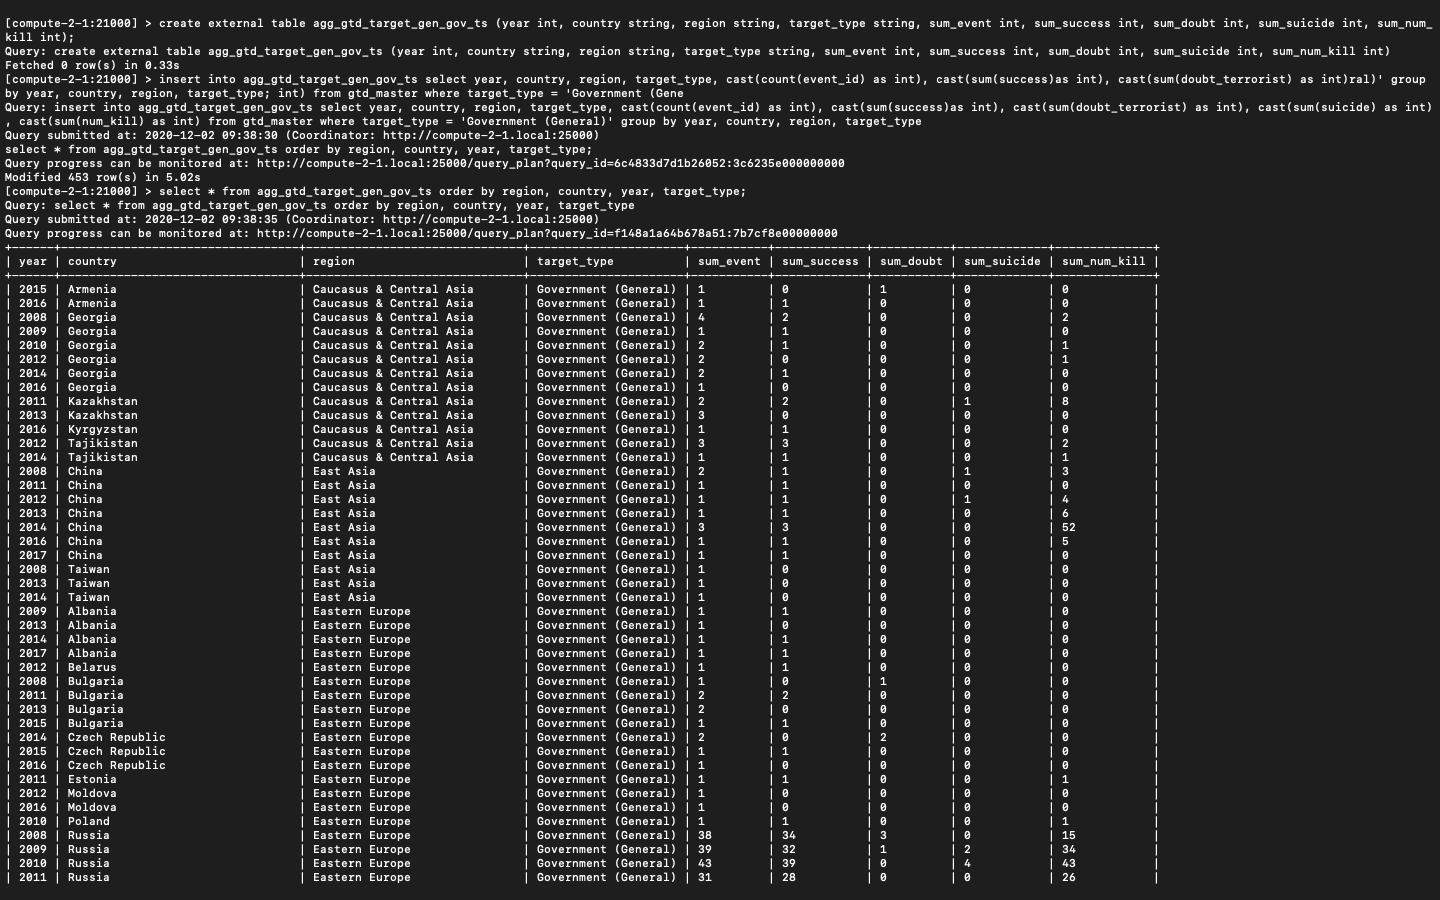 [compute-2-1:21000] > create external table agg_gtd_target_gen_gov_ts (year int, country string, region string, target_type string, sum_event int, sum_success int, sum_doubt int, sum_suicide int, sum_num_
kill int);
Query: create external table agg_gtd_target_gen_gov_ts (year int, country string, region string, target_type string, sum_event int, sum_success int, sum_doubt int, sum_suicide int, sum_num_kill int)
Fetched 0 row(s) in 0.33s
[compute-2-1:21000] > insert into agg_gtd_target_gen_gov_ts select year, country, region, target_type, cast(count(event_id) as int), cast(sum(success)as int), cast(sum(doubt_terrorist) as int)ral)' group
by year, country, region, target_type; int) from gtd_master where target_type = 'Government (Gene
Query: insert into agg_gtd_target_gen_gov_ts select year, country, region, target_type, cast(count(event_id) as int), cast(sum(success)as int), cast(sum(doubt_terrorist) as int), cast(sum(suicide) as int)
, cast(sum(num_kill) as int) from gtd_master where target_type = 'Government (General)' group by year, country, region, target_type
Query submitted at: 2020-12-02 09:38:30 (Coordinator: http://compute-2-1.local:25000)
select * from agg_gtd_target_gen_gov_ts order by region, country, year, target_type;
Query progress can be monitored at: http://compute-2-1.local:25000/query_plan?query_id=6c4833d7d1b26052:3c6235e000000000
Modified 453 row(s) in 5.02s
[compute-2-1:21000] > select * from agg_gtd_target_gen_gov_ts order by region, country, year, target_type;
Query: select * from agg_gtd_target_gen_gov_ts order by region, country, year, target_type
Query submitted at: 2020-12-02 09:38:35 (Coordinator: http://compute-2-1.local:25000)
Query progress can be monitored at: http://compute-2-1.local:25000/query_plan?query_id=f148a1a64b678a51:7b7cf8e00000000
| year | country | region | target_type | sum_event | sum_success | sum_doubt | sum_suicide | sum_num_kill |
| 2015 | Armenia | Caucasus & Central Asia | Government (General) | 1 | 0 | 1 | 0 | 0 |
| 2016 | Armenia | Caucasus & Central Asia | Government (General) | 1 | 1 | 0 | 0 | 0 |
| 2008 | Georgia | Caucasus & Central Asia | Government (General) | 4 | 2 | 0 | 0 | 2 |
| 2009 | Georgia | Caucasus & Central Asia | Government (General) | 1 | 1 | 0 | 0 | 0 |
| 2010 | Georgia | Caucasus & Central Asia | Government (General) | 2 | 1 | 0 | 0 | 1 |
| 2012 | Georgia | Caucasus & Central Asia | Government (General) | 2 | 0 | 0 | 0 | 1 |
| 2014 | Georgia | Caucasus & Central Asia | Government (General) | 2 | 1 | 0 | 0 | 0 |
| 2016 | Georgia | Caucasus & Central Asia | Government (General) | 1 | 0 | 0 | 0 | 0 |
| 2011 | Kazakhstan | Caucasus & Central Asia | Government (General) | 2 | 2 | 0 | 1 | 8 |
| 2013 | Kazakhstan | Caucasus & Central Asia | Government (General) | 3 | 0 | 0 | 0 | 0 |
| 2016 | Kyrgyzstan | Caucasus & Central Asia | Government (General) | 1 | 1 | 0 | 0 | 0 |
| 2012 | Tajikistan | Caucasus & Central Asia | Government (General) | 3 | 3 | 0 | 0 | 2 |
| 2014 | Tajikistan | Caucasus & Central Asia | Government (General) | 1 | 1 | 0 | 0 | 1 |
| 2008 | China | East Asia | Government (General) | 2 | 1 | 0 | 1 | 3 |
| 2011 | China | East Asia | Government (General) | 1 | 1 | 0 | 0 | 0 |
| 2012 | China | East Asia | Government (General) | 1 | 1 | 0 | 1 | 4 |
| 2013 | China | East Asia | Government (General) | 1 | 1 | 0 | 0 | 6 |
| 2014 | China | East Asia | Government (General) | 3 | 3 | 0 | 0 | 52 |
| 2016 | China | East Asia | Government (General) | 1 | 1 | 0 | 0 | 5 |
| 2017 | China | East Asia | Government (General) | 1 | 1 | 0 | 0 | 0 |
| 2008 | Taiwan | East Asia | Government (General) | 1 | 0 | 0 | 0 | 0 |
| 2013 | Taiwan | East Asia | Government (General) | 1 | 0 | 0 | 0 | 0 |
| 2014 | Taiwan | East Asia | Government (General) | 1 | 0 | 0 | 0 | 0 |
| 2009 | Albania | Eastern Europe | Government (General) | 1 | 1 | 0 | 0 | 0 |
| 2013 | Albania | Eastern Europe | Government (General) | 1 | 0 | 0 | 0 | 0 |
| 2014 | Albania | Eastern Europe | Government (General) | 1 | 1 | 0 | 0 | 0 |
| 2017 | Albania | Eastern Europe | Government (General) | 1 | 0 | 0 | 0 | 0 |
| 2012 | Belarus | Eastern Europe | Government (General) | 1 | 1 | 0 | 0 | 0 |
| 2008 | Bulgaria | Eastern Europe | Government (General) | 1 | 0 | 1 | 0 | 0 |
| 2011 | Bulgaria | Eastern Europe | Government (General) | 2 | 2 | 0 | 0 | 0 |
| 2013 | Bulgaria | Eastern Europe | Government (General) | 2 | 0 | 0 | 0 | 0 |
| 2015 | Bulgaria | Eastern Europe | Government (General) | 1 | 1 | 0 | 0 | 0 |
| 2014 | Czech Republic | Eastern Europe | Government (General) | 2 | 0 | 2 | 0 | 0 |
| 2015 | Czech Republic | Eastern Europe | Government (General) | 1 | 1 | 0 | 0 | 0 |
| 2016 | Czech Republic | Eastern Europe | Government (General) | 1 | 0 | 0 | 0 | 0 |
| 2011 | Estonia | Eastern Europe | Government (General) | 1 | 1 | 0 | 0 | 1 |
| 2012 | Moldova | Eastern Europe | Government (General) | 1 | 0 | 0 | 0 | 0 |
| 2016 | Moldova | Eastern Europe | Government (General) | 1 | 0 | 0 | 0 | 0 |
| 2010 | Poland | Eastern Europe | Government (General) | 1 | 1 | 0 | 0 | 1 |
| 2008 | Russia | Eastern Europe | Government (General) | 38 | 34 | 3 | 0 | 15 |
| 2009 | Russia | Eastern Europe | Government (General) | 39 | 32 | 1 | 2 | 34 |
| 2010 | Russia | Eastern Europe | Government (General) | 43 | 39 | 0 | 4 | 43 |
| 2011 | Russia | Eastern Europe | Government (General) | 31 | 28 | 0 | 0 | 26 |